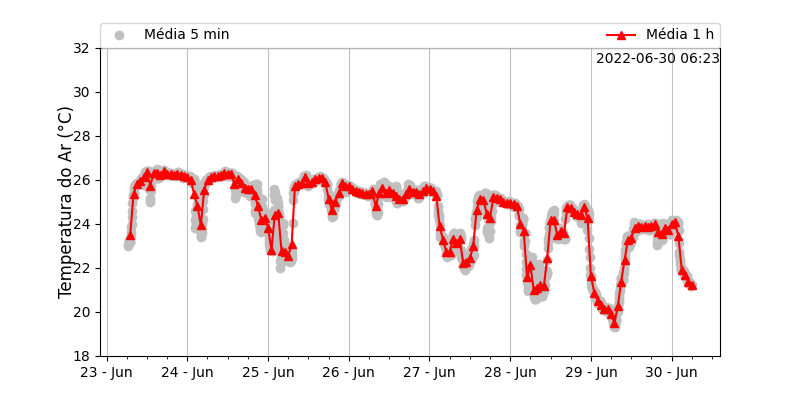 Média 5 min
Média 1 h
2022-06-30 06:23
Temperatura do Ar (°C)
32
30
28
26
24
22
20
18
23 - Jun
24 - Jun
25 - Jun
26 - Jun
27 - Jun
28 - Jun
29 - Jun
30 - Jun